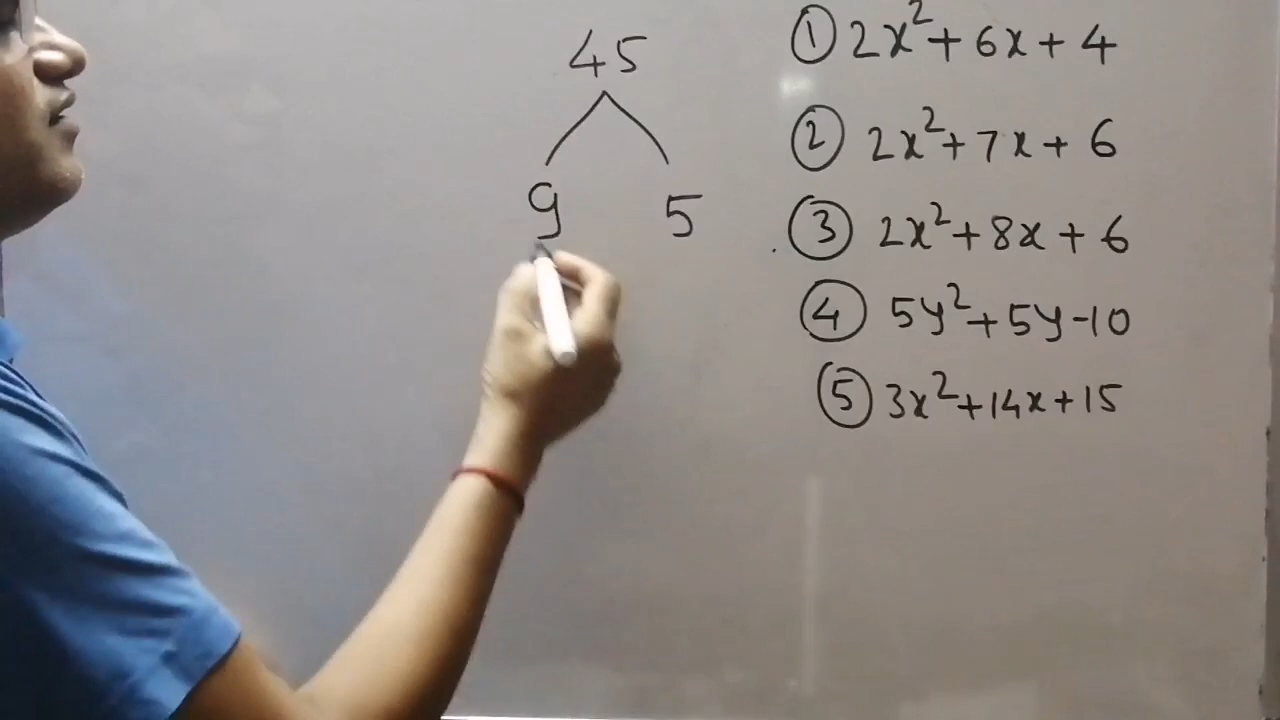 45
9 5
① 2x²+6x+4
② 2x²+7x+6
③ 2x²+8x+6
④ 5y²+5y-10
⑤ 3x²+14x+15